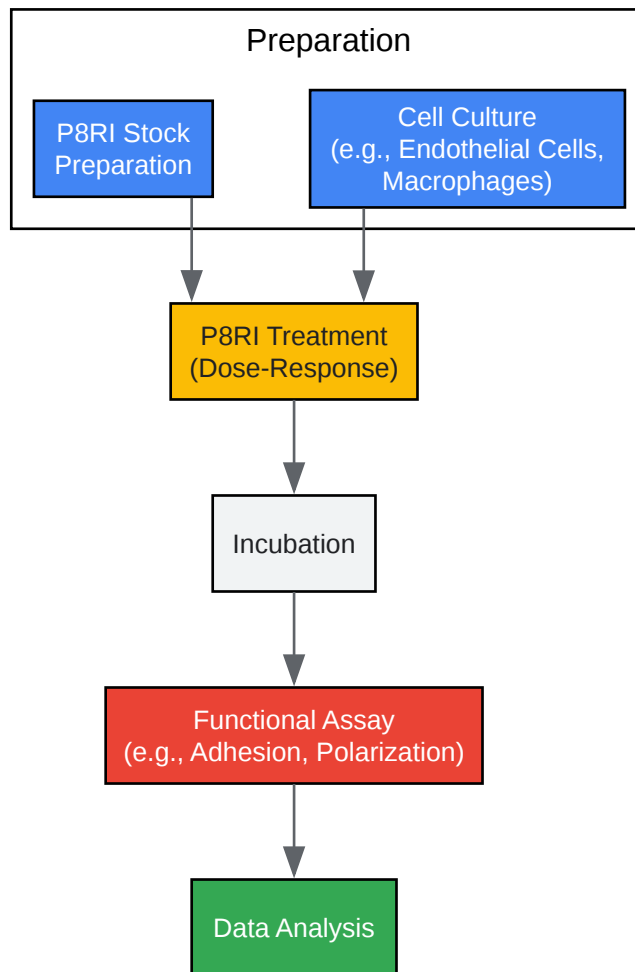 Preparation
P8RI Stock
Preparation
Cell Culture
(e.g., Endothelial Cells,
Macrophages)
P8RI Treatment
(Dose-Response)
Incubation
Functional Assay
(e.g., Adhesion, Polarization)
Data Analysis